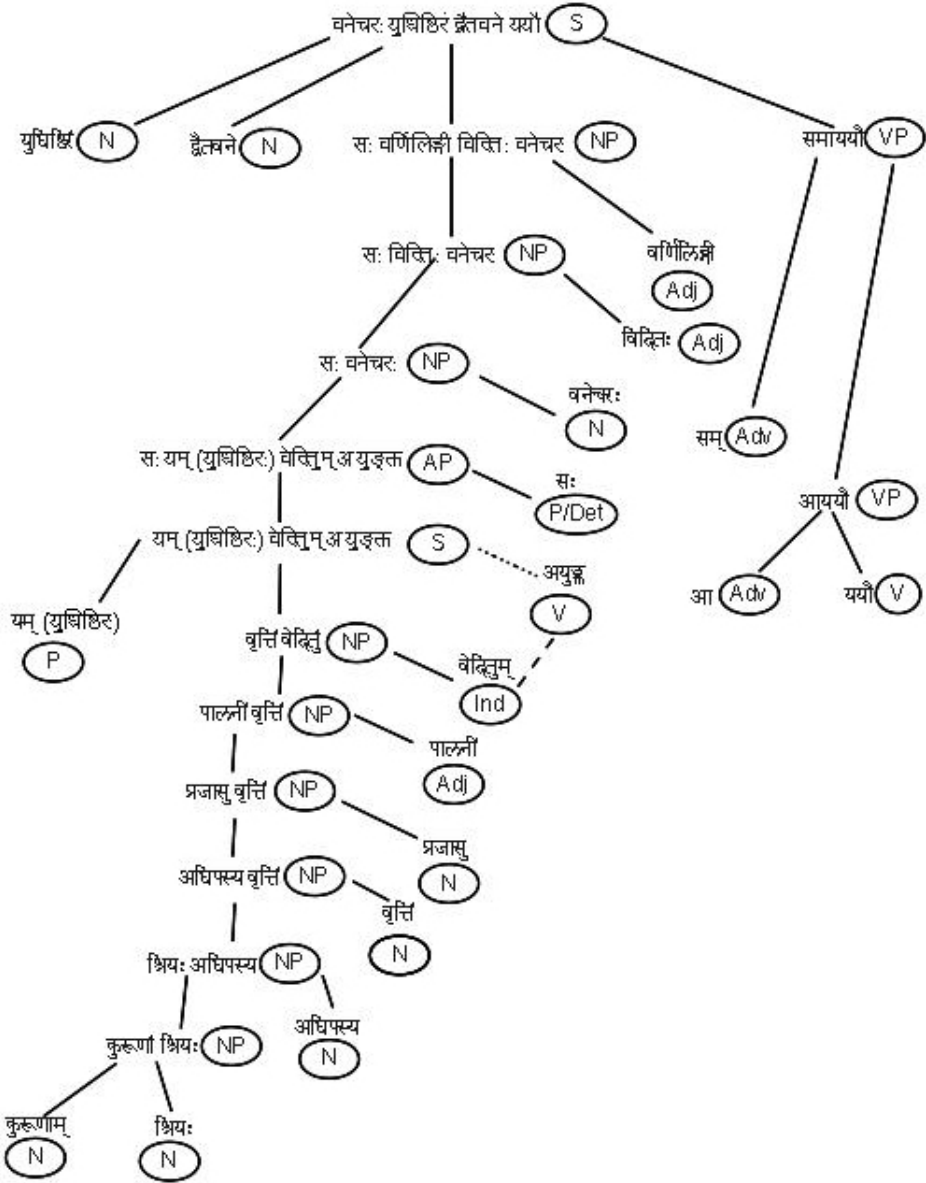 वनेचरः युधिष्ठिरं द्वैतवने ययौ S
युधिष्ठिरं N
द्वैतवने N
सः वर्णिलिङ्गी विदितः वनेचर NP
समाययौ VP
सः विदितः वनेचर NP
वर्णिलिङ्गी
Adj
विदितः Adj
सः वनेचरः NP
वनेचरः
N
सम् Adv
सः यम् (युधिष्ठिरः) वेदितुम् अयुङ्क्त AP
सः
P/Det
आययौ VP
यम् (युधिष्ठिरः) वेदितुम् अयुङ्क्त S
अयुङ्क्त
V
आ Adv
ययौ V
यम् (युधिष्ठिर)
P
वृत्तिं वेदितुं NP
वेदितुम्
Ind
पालनीं वृत्तिं NP
पालनीं
Adj
प्रजासु वृत्तिं NP
प्रजासु
N
अधिपस्य वृत्तिं NP
वृत्तिं
N
श्रियः अधिपस्य NP
अधिपस्य
N
कुरूणां श्रियः NP
कुरूणाम्
N
श्रियः
N